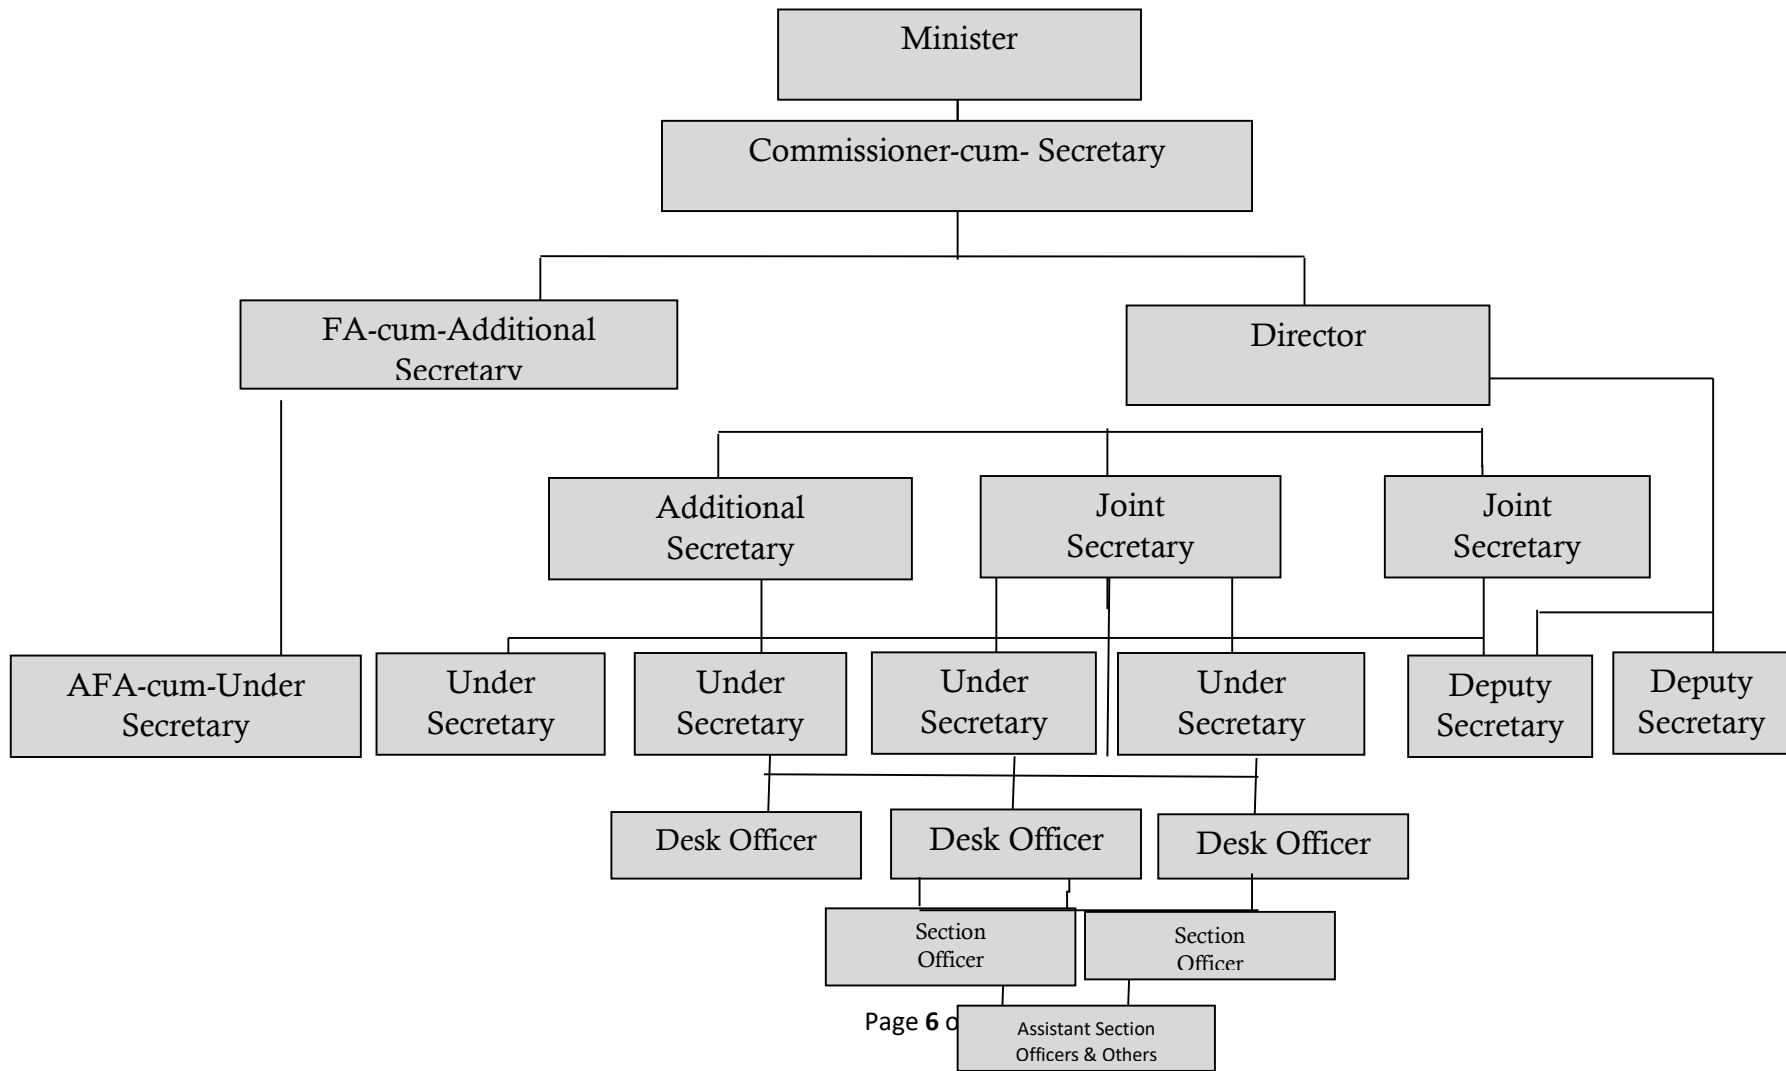 Minister
Commissioner-cum- Secretary
FA-cum-Additional
Secretary
Director
Additional
Secretary
Joint
Secretary
Joint
Secretary
AFA-cum-Under
Secretary
Under
Secretary
Under
Secretary
Under
Secretary
Under
Secretary
Deputy
Secretary
Deputy
Secretary
Desk Officer
Desk Officer
Desk Officer
Section
Officer
Section
Officer
Page 6 o
Assistant Section
Officers & Others